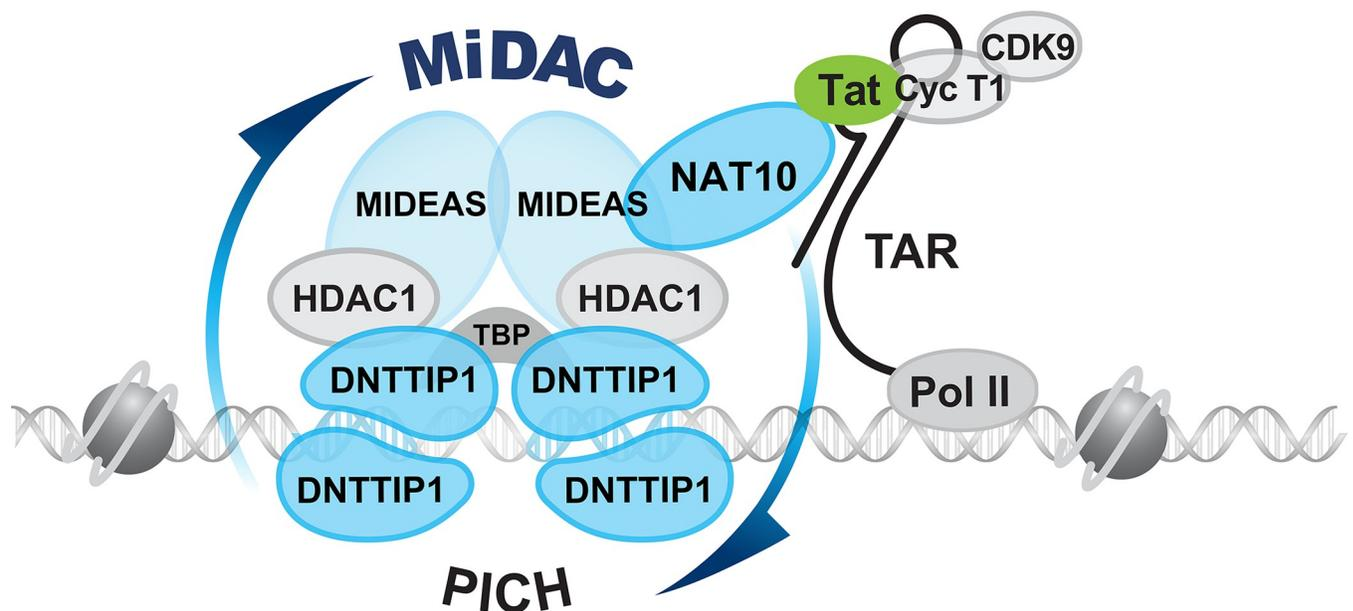 MiDAC
CDK9
Tat
Cyc T1
NAT10
MIDEAS
MIDEAS
TAR
HDAC1
HDAC1
TBP
DNTTIP1
DNTTIP1
Pol II
DNTTIP1
DNTTIP1
PICH